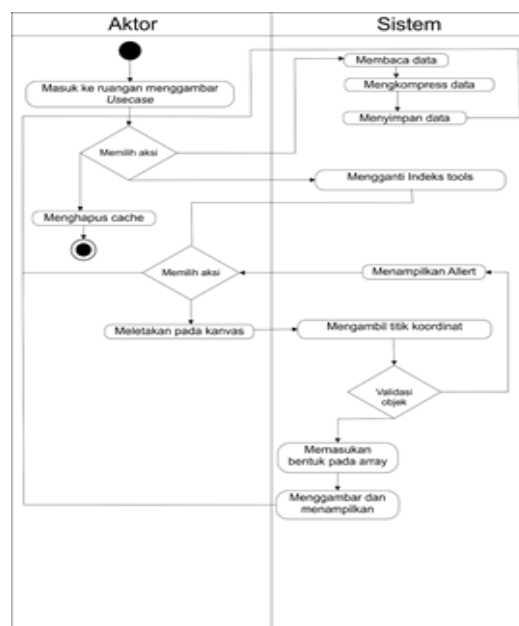 Aktor
Sistem
Masuk ke ruangan menggambar
Usecase
Membaca data
Mengkompress data
Menyimpan data
Memilih aksi
Mengganti Indeks tools
Menghapus cache
Memilih aksi
Menampilkan Allert
Meletakan pada kanvas
Mengambil titik koordinat
Validasi
objek
Memasukan
bentuk pada array
Menggambar dan
menampilkan